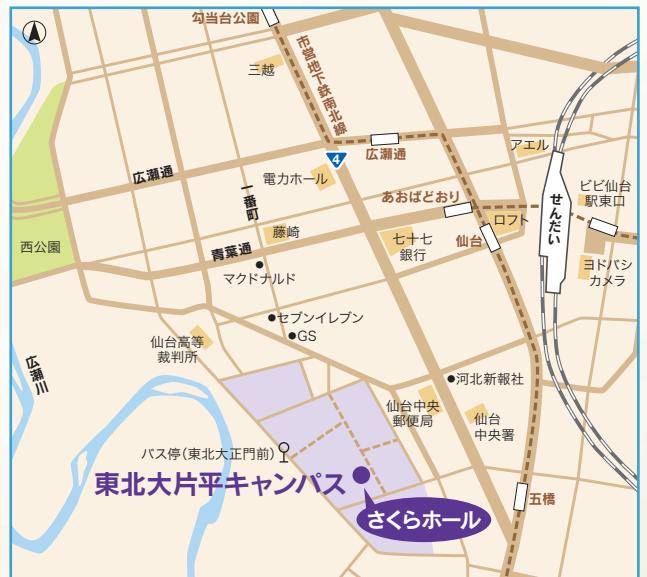 勾当台公園
三越
市営地下鉄南北線
4
広瀬通
アエル
広瀬通
電力ホール
一番町
あおばどおり
ロフト
せんだい
ビビ仙台
駅東口
西公園
藤崎
七十七
銀行
仙台
青葉通
マクドナルド
ヨドバシ
カメラ
セブンイレブン
GS
仙台高等
裁判所
広瀬川
河北新報社
仙台中央
郵便局
仙台
中央署
バス停(東北大正門前)
東北大片平キャンパス
さくらホール
五橋